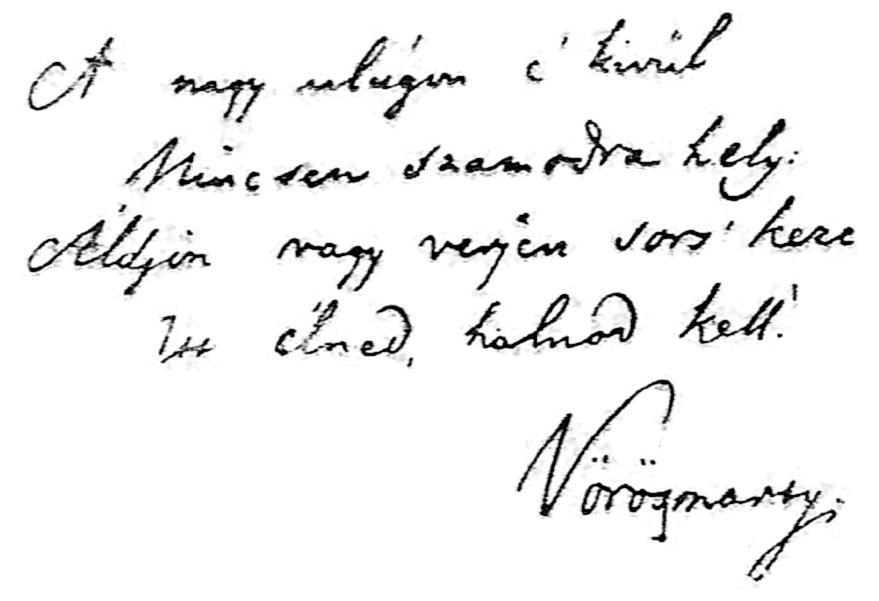 A nagy világon e' kivül
Nincsen számodra hely:
Áldjon vagy verjen sors' keze
Itt élned, halnod kell!
Vörösmarty.